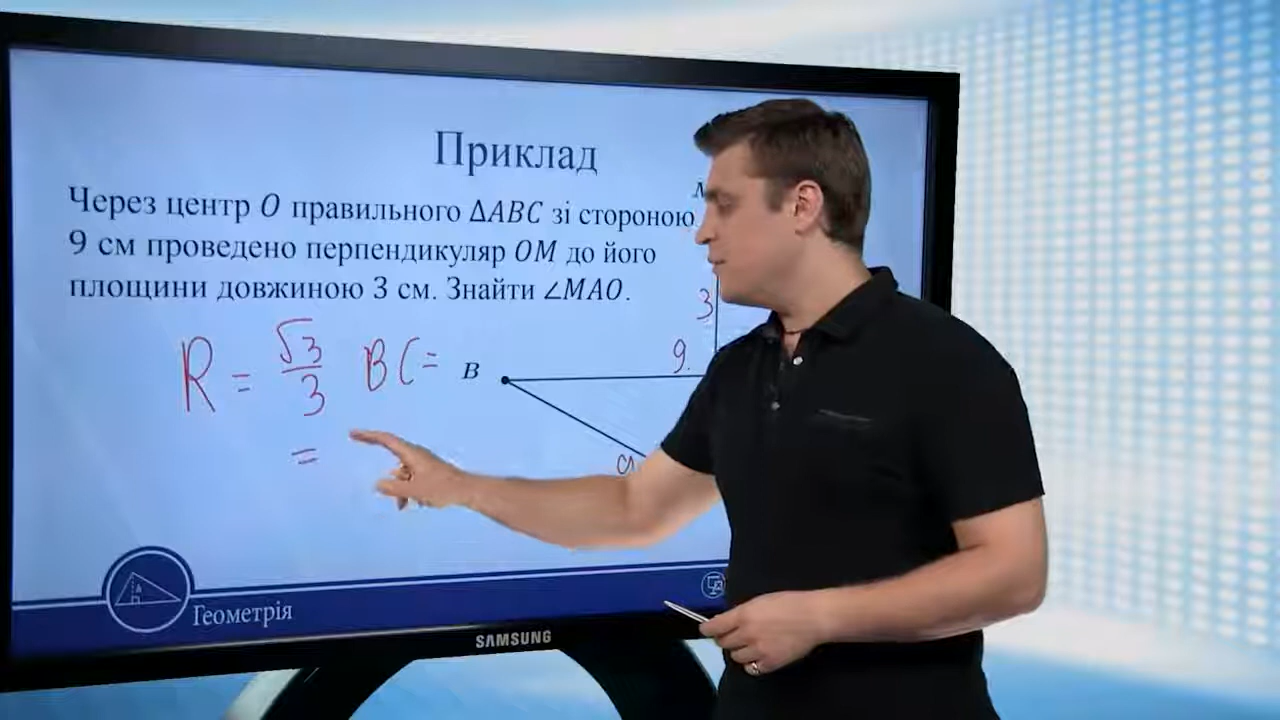 Приклад
Через центр O правильного ΔABC зі стороною
9 см проведено перпендикуляр OM до його
площини довжиною 3 см. Знайти ∠MAO.
M
3
9.
R = √3/3 BC =
B
=
9
Геометрія
SAMSUNG